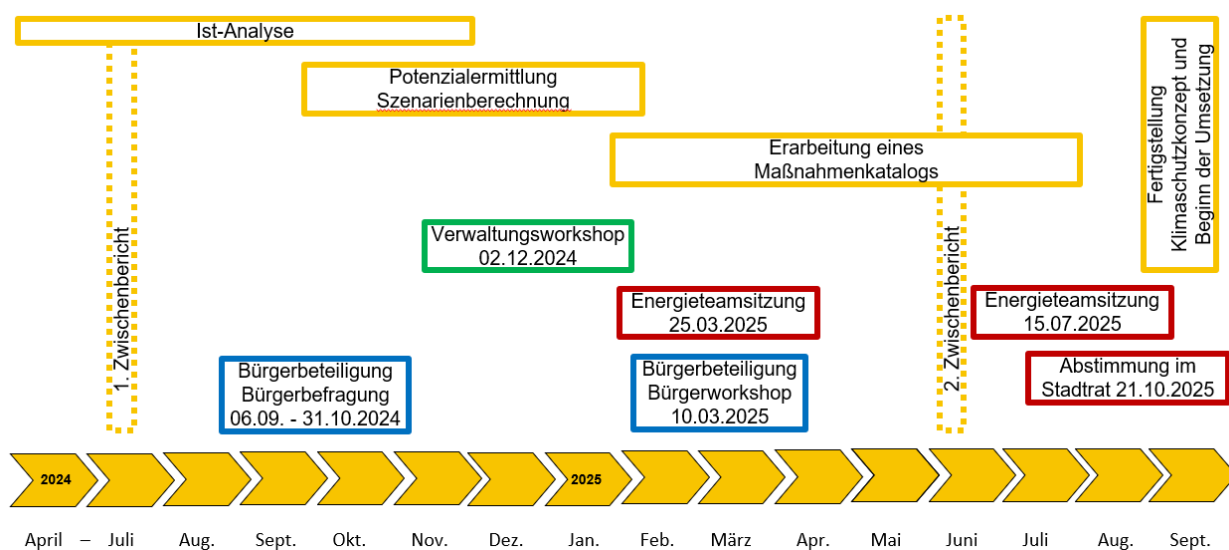 Ist-Analyse
Potenzialermittlung
Szenarienberechnung
Erarbeitung eines
Maßnahmenkatalogs
Fertigstellung
Klimaschutzkonzept und
Beginn der Umsetzung
1. Zwischenbericht
Verwaltungsworkshop
02.12.2024
2. Zwischenbericht
Energieteamsitzung
25.03.2025
Energieteamsitzung
15.07.2025
Bürgerbeteiligung
Bürgerbefragung
06.09. - 31.10.2024
Bürgerbeteiligung
Bürgerworkshop
10.03.2025
Abstimmung im
Stadtrat 21.10.2025
2024 2025
April – Juli Aug. Sept. Okt. Nov. Dez. Jan. Feb. März Apr. Mai Juni Juli Aug. Sept.